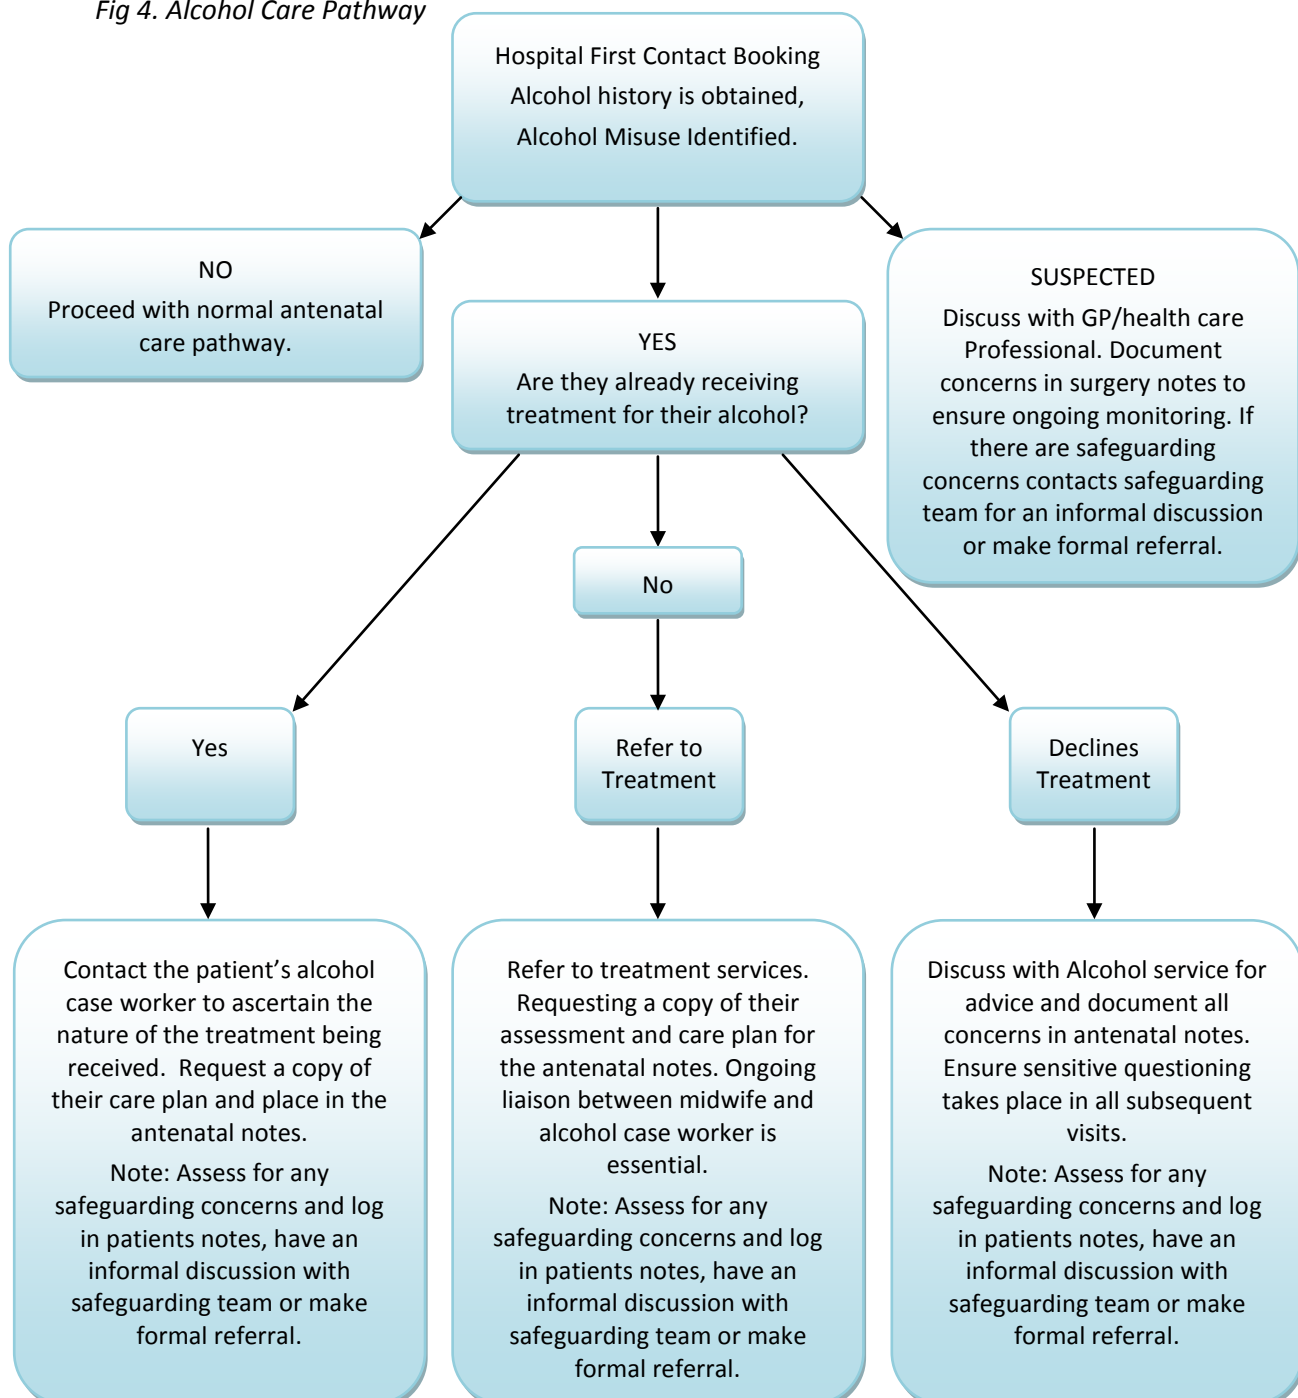 Fig 4. Alcohol Care Pathway
Hospital First Contact Booking
Alcohol history is obtained,
Alcohol Misuse Identified.
NO
Proceed with normal antenatal
care pathway.
YES
Are they already receiving
treatment for their alcohol?
SUSPECTED
Discuss with GP/health care
Professional. Document
concerns in surgery notes to
ensure ongoing monitoring. If
there are safeguarding
concerns contacts safeguarding
team for an informal discussion
or make formal referral.
No
Yes
Refer to
Treatment
Declines
Treatment
Contact the patient’s alcohol
case worker to ascertain the
nature of the treatment being
received.  Request a copy of
their care plan and place in the
antenatal notes.
Note: Assess for any
safeguarding concerns and log
in patients notes, have an
informal discussion with
safeguarding team or make
formal referral.
Refer to treatment services.
Requesting a copy of their
assessment and care plan for
the antenatal notes. Ongoing
liaison between midwife and
alcohol case worker is
essential.
Note: Assess for any
safeguarding concerns and log
in patients notes, have an
informal discussion with
safeguarding team or make
formal referral.
Discuss with Alcohol service for
advice and document all
concerns in antenatal notes.
Ensure sensitive questioning
takes place in all subsequent
visits.
Note: Assess for any
safeguarding concerns and log
in patients notes, have an
informal discussion with
safeguarding team or make
formal referral.